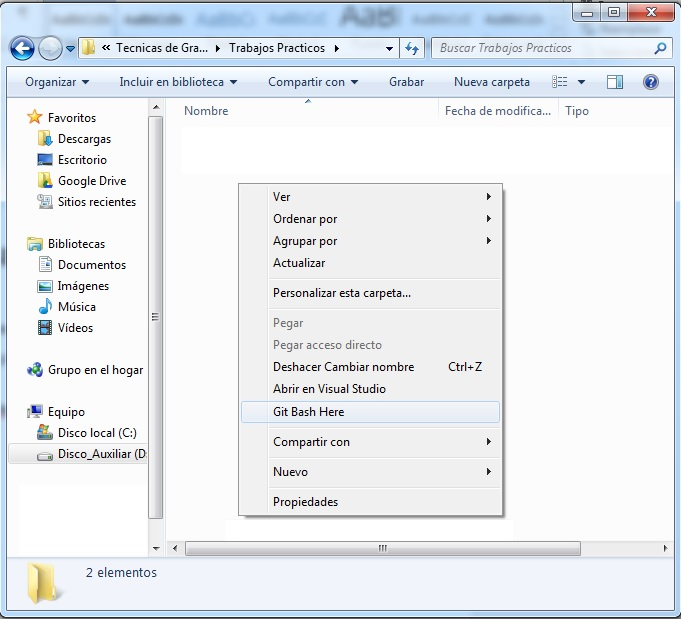 « Tecnicas de Gra... Trabajos Practicos
Buscar Trabajos Practicos
Organizar Incluir en biblioteca Compartir con Grabar Nueva carpeta
Nombre Fecha de modifica... Tipo
Favoritos
Descargas
Escritorio
Google Drive
Sitios recientes
Bibliotecas
Documentos
Imágenes
Música
Vídeos
Grupo en el hogar
Equipo
Disco local (C:)
Disco_Auxiliar (D:
Ver
Ordenar por
Agrupar por
Actualizar
Personalizar esta carpeta...
Pegar
Pegar acceso directo
Deshacer Cambiar nombre Ctrl+Z
Abrir en Visual Studio
Git Bash Here
Compartir con
Nuevo
Propiedades
2 elementos